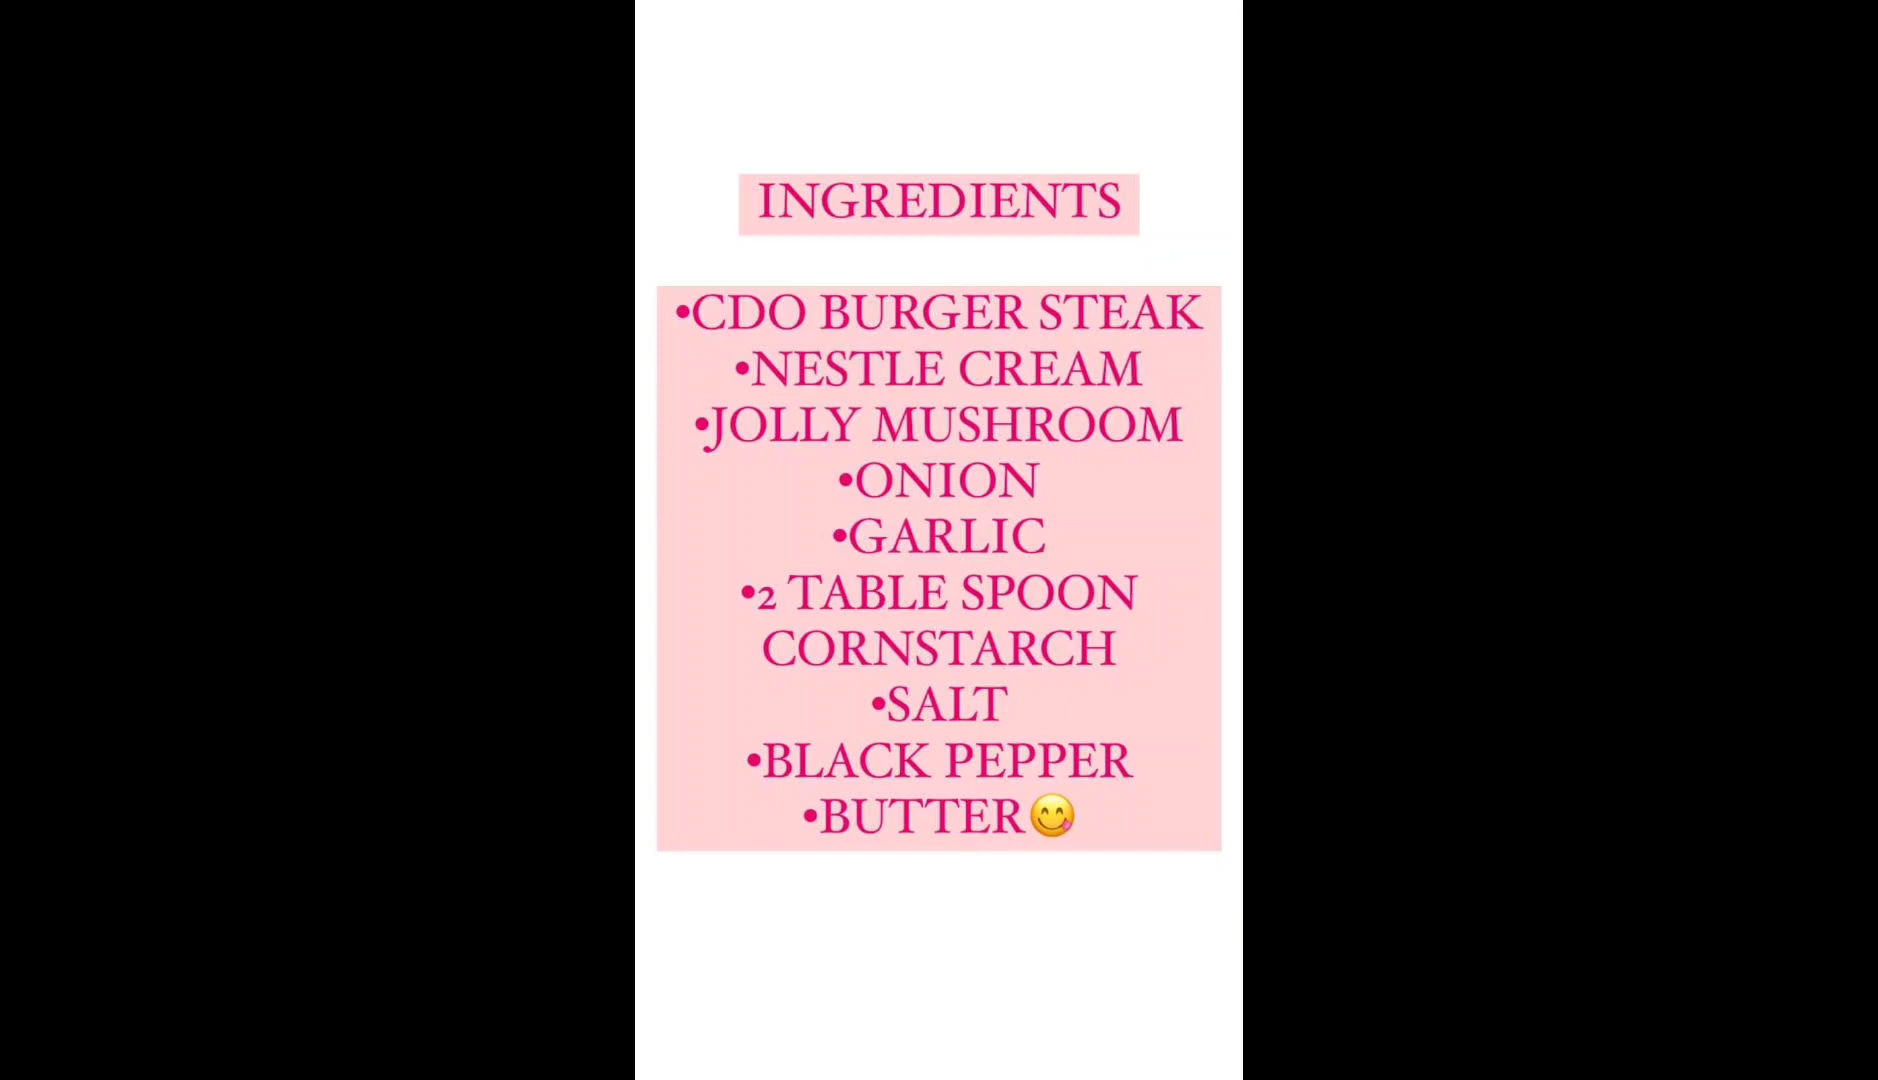 INGREDIENTS
•CDO BURGER STEAK
•NESTLE CREAM
•JOLLY MUSHROOM
•ONION
•GARLIC
•2 TABLE SPOON
CORNSTARCH
•SALT
•BLACK PEPPER
•BUTTER😋